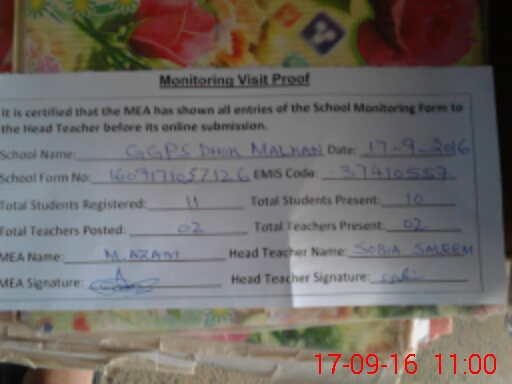 Monitoring Visit Proof
It is certified that the MEA has shown all entries of the School Monitoring Form to
the Head Teacher before its online submission.
School Name: GGPS DHOK MALKAN Date: 17-9-2016
School Form No: 1609171057126 EMIS Code: 37410557
Total Students Registered: 11 Total Students Present: 10
Total Teachers Posted: 02 Total Teachers Present: 02
MEA Name: M.AZAM Head Teacher Name: SOBIA SALEEM
MEA Signature: Head Teacher Signature:
17-09-16 11:00